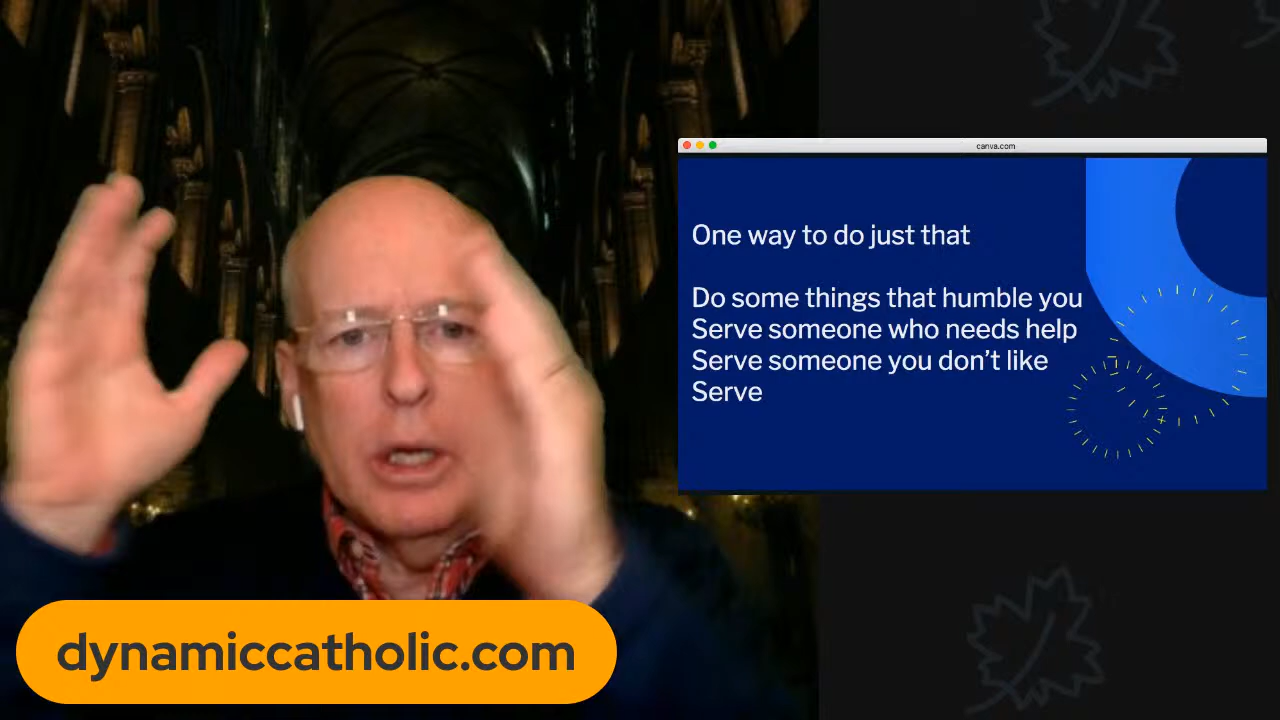 canva.com
One way to do just that
Do some things that humble you
Serve someone who needs help
Serve someone you don't like
Serve
dynamiccatholic.com